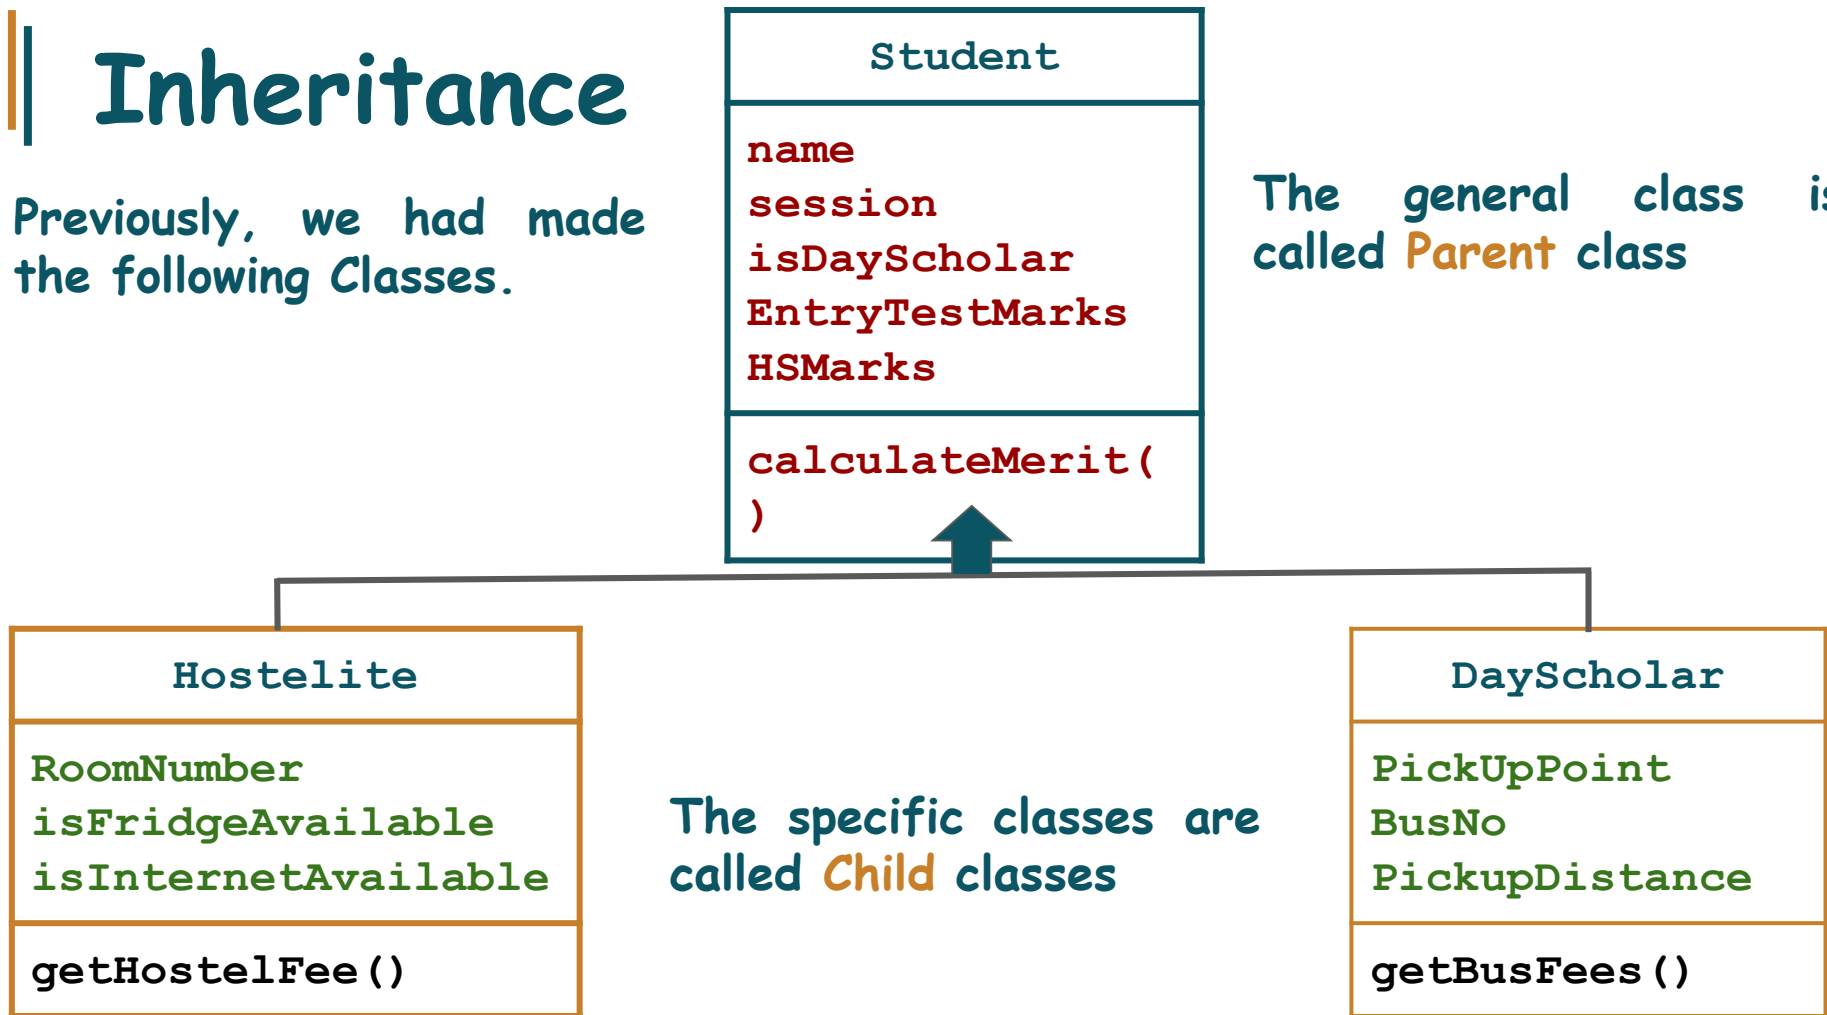 Inheritance
Previously, we had made
the following Classes.
Student
name
session
isDayScholar
EntryTestMarks
HSMarks
calculateMerit(
)
The general class is
called Parent class
Hostelite
RoomNumber
isFridgeAvailable
isInternetAvailable
getHostelFee()
The specific classes are
called Child classes
DayScholar
PickUpPoint
BusNo
PickupDistance
getBusFees()